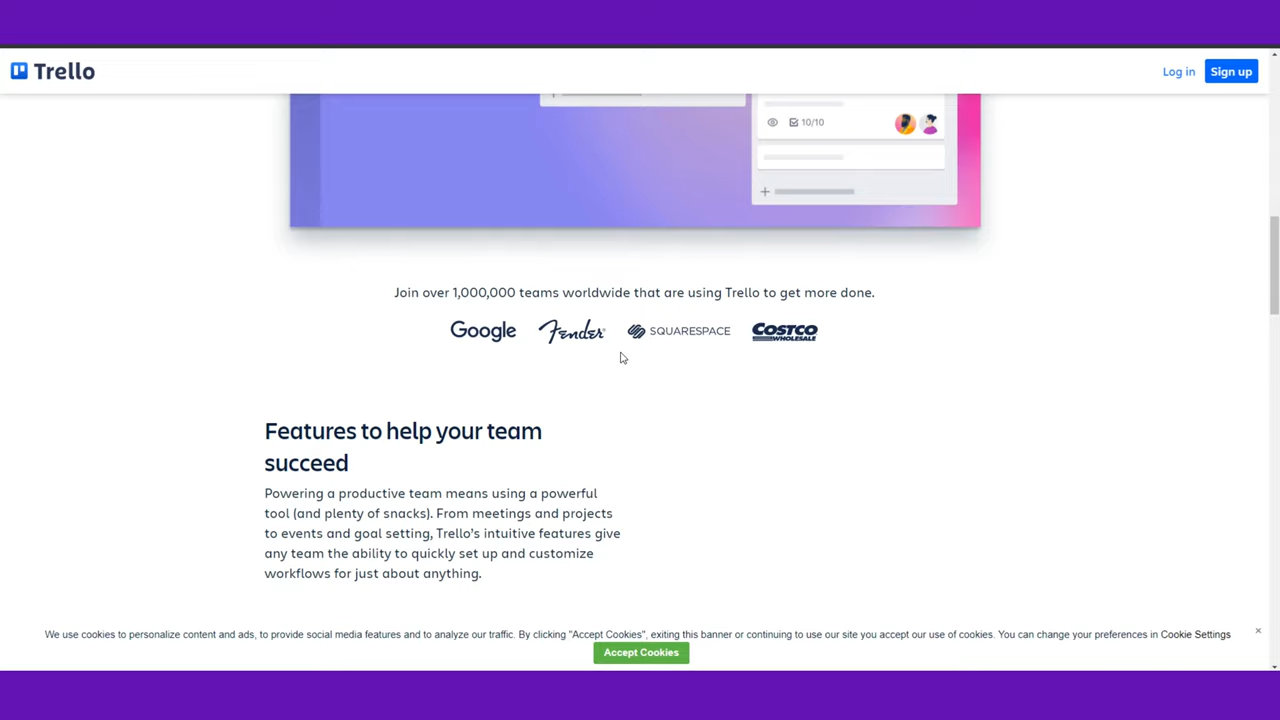 Trello
Log in
Sign up
10/10
Join over 1,000,000 teams worldwide that are using Trello to get more done.
Google
Fender
SQUARESPACE
COSTCO
WHOLESALE
Features to help your team
succeed
Powering a productive team means using a powerful
tool (and plenty of snacks). From meetings and projects
to events and goal setting, Trello's intuitive features give
any team the ability to quickly set up and customize
workflows for just about anything.
We use cookies to personalize content and ads, to provide social media features and to analyze our traffic. By clicking "Accept Cookies", exiting this banner or continuing to use our site you accept our use of cookies. You can change your preferences in Cookie Settings
Accept Cookies